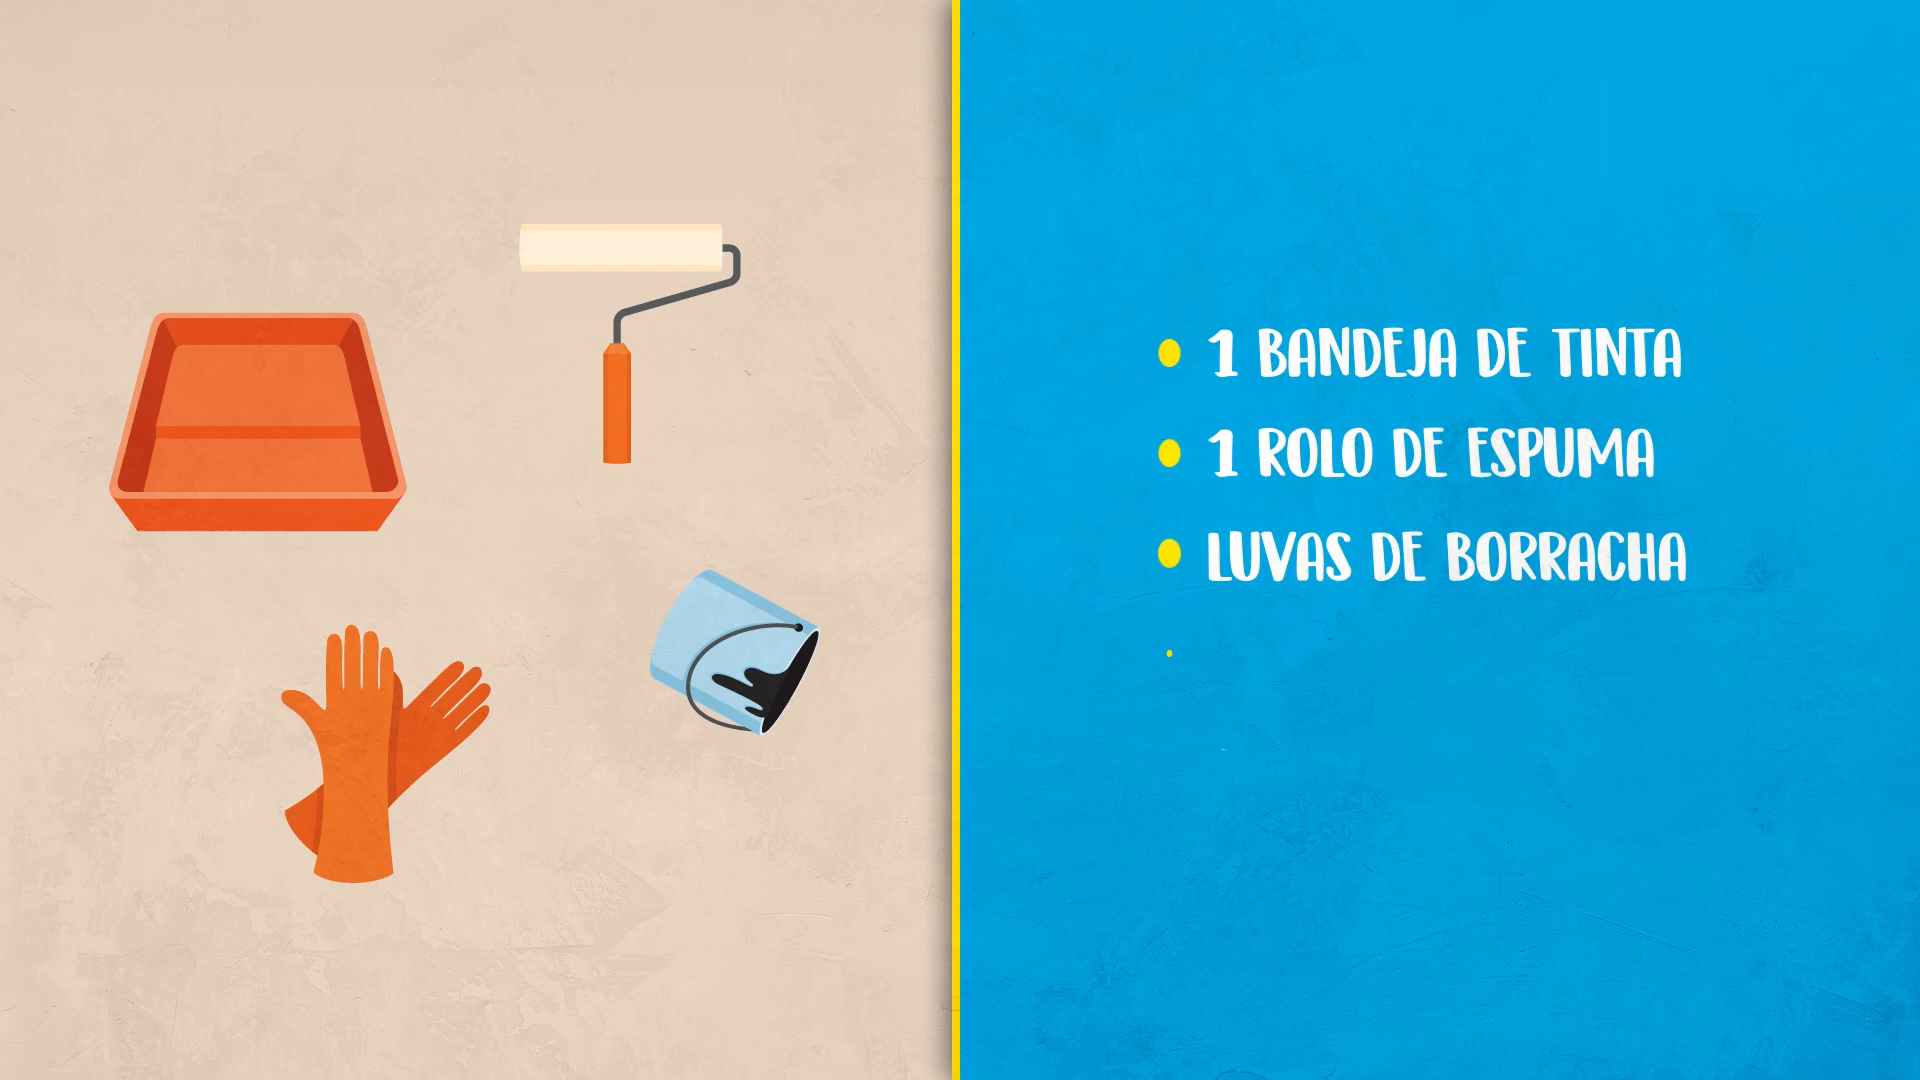 1 BANDEJA DE TINTA
1 ROLO DE ESPUMA
LUVAS DE BORRACHA